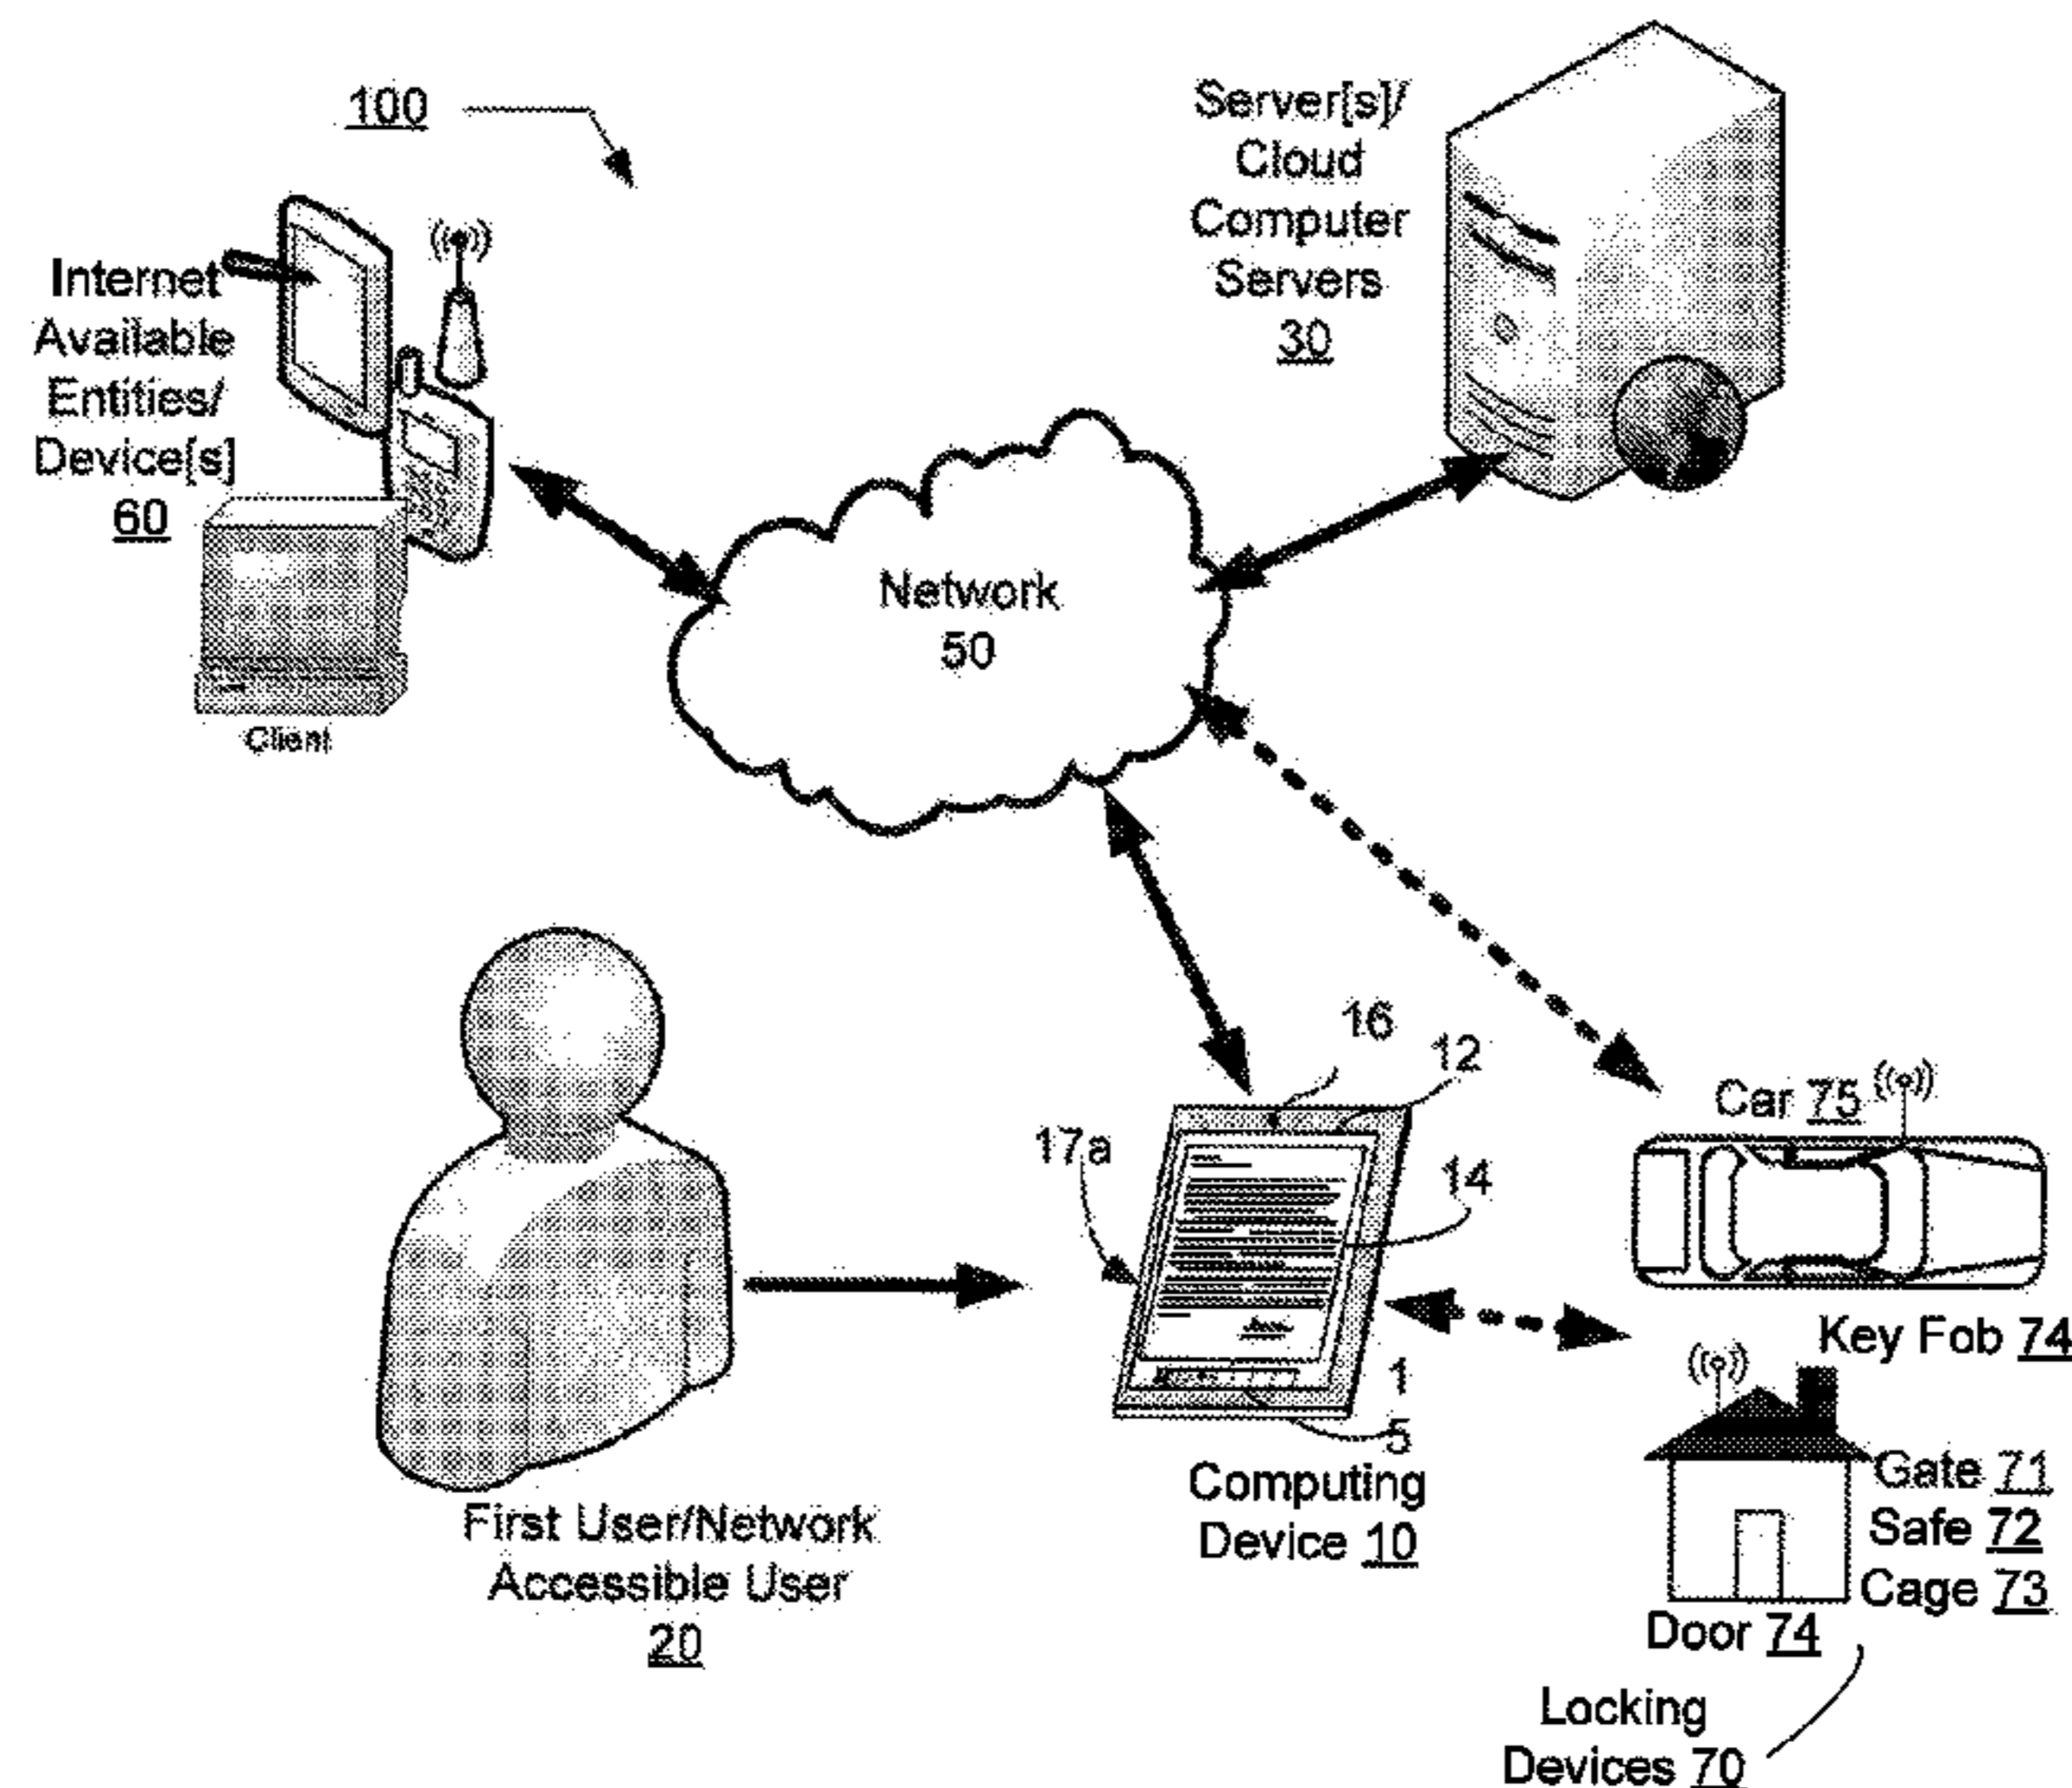 100
Server[s]/
Cloud
Computer
Servers
30
Internet
Available
Entities/
Device[s]
60
Client
Network
50
16
12
17a
14
1
5
Computing
Device 10
First User/Network
Accessible User
20
Car 75
Key Fob 74
Gate 71
Safe 72
Cage 73
Door 74
Locking
Devices 70